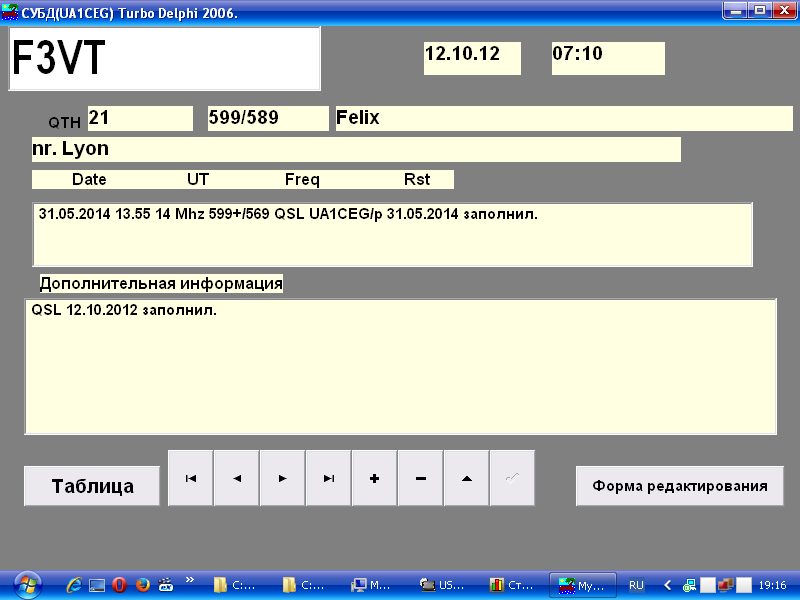 СУБД(UA1CEG) Turbo Delphi 2006.
F3VT
12.10.12 07:10
QTH 21 599/589 Felix
nr. Lyon
Date UT Freq Rst
31.05.2014 13.55 14 Mhz 599+/569 QSL UA1CEG/p 31.05.2014 заполнил.
Дополнительная информация
QSL 12.10.2012 заполнил.
Таблица
Форма редактирования
C:... C:... M... US... Ст... My... RU 19:16